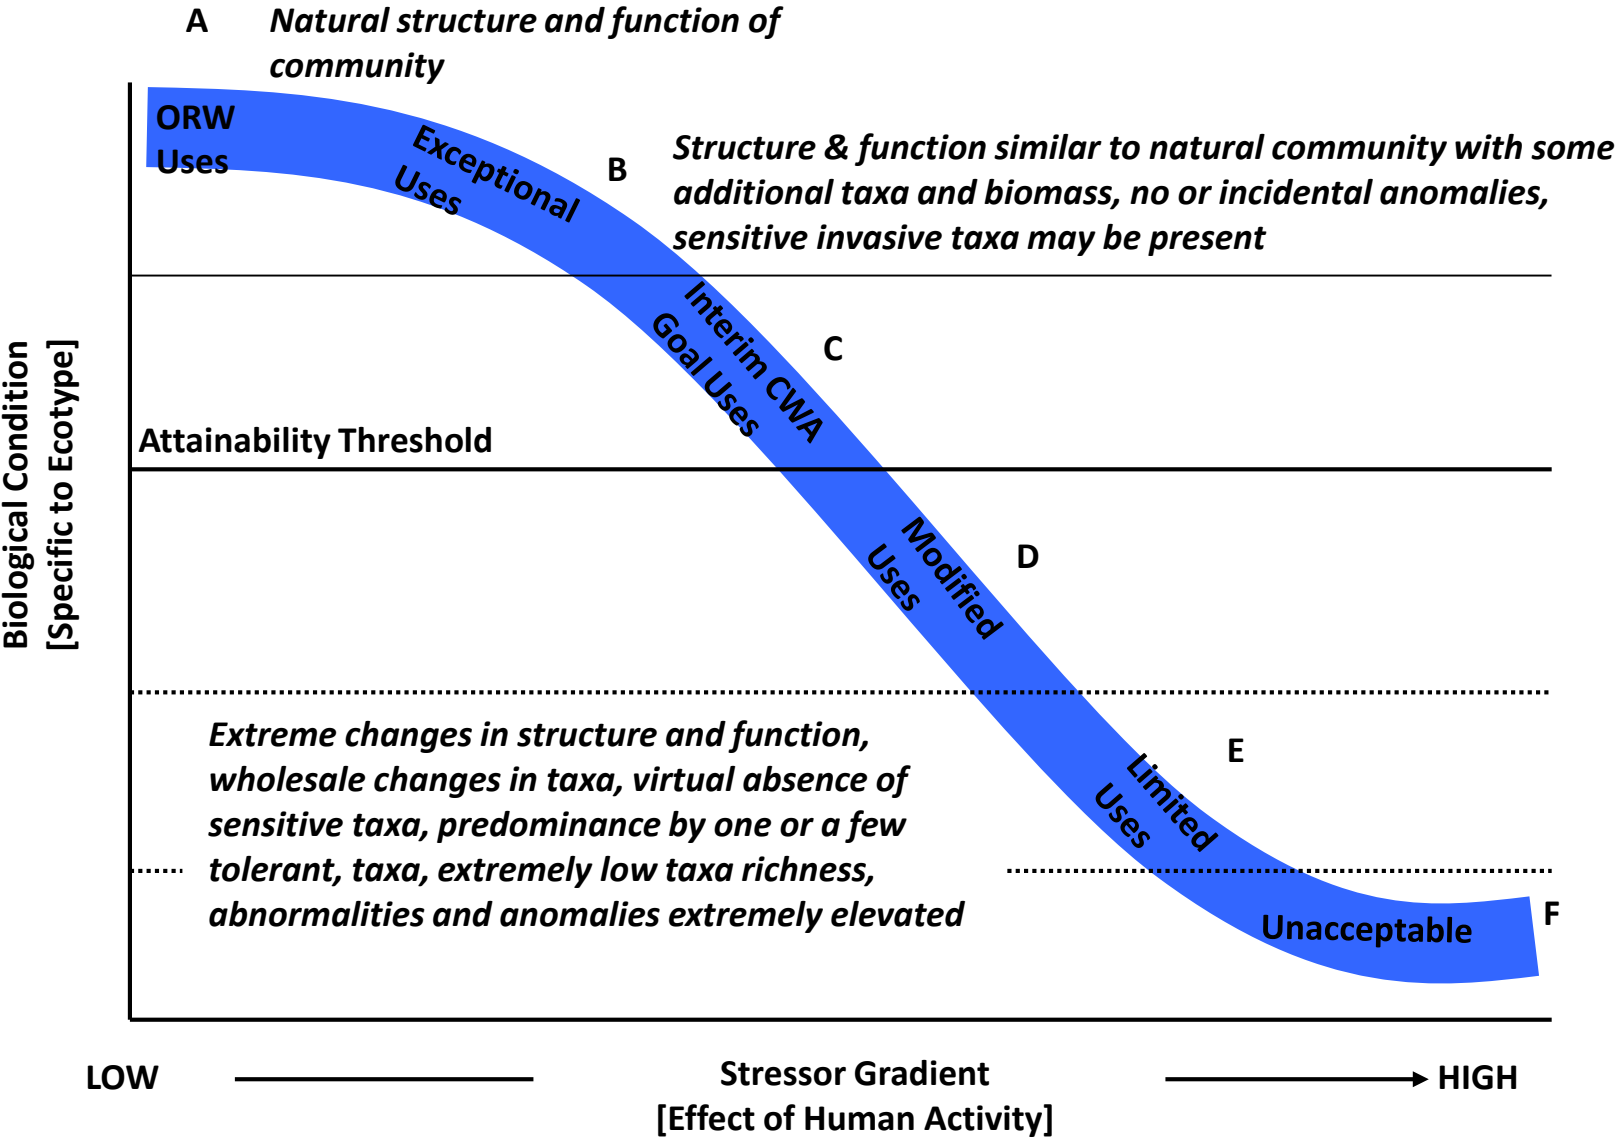 A
Natural structure and function of
community
ORW
Uses
Exceptional
Uses
B
Structure & function similar to natural community with some
additional taxa and biomass, no or incidental anomalies,
sensitive invasive taxa may be present
Interim CWA
Goal Uses
C
Attainability Threshold
Biological Condition
[Specific to Ecotype]
Modified
Uses
D
Extreme changes in structure and function,
wholesale changes in taxa, virtual absence of
sensitive taxa, predominance by one or a few
tolerant, taxa, extremely low taxa richness,
abnormalities and anomalies extremely elevated
Limited
Uses
E
Unacceptable
F
LOW
Stressor Gradient
[Effect of Human Activity]
HIGH